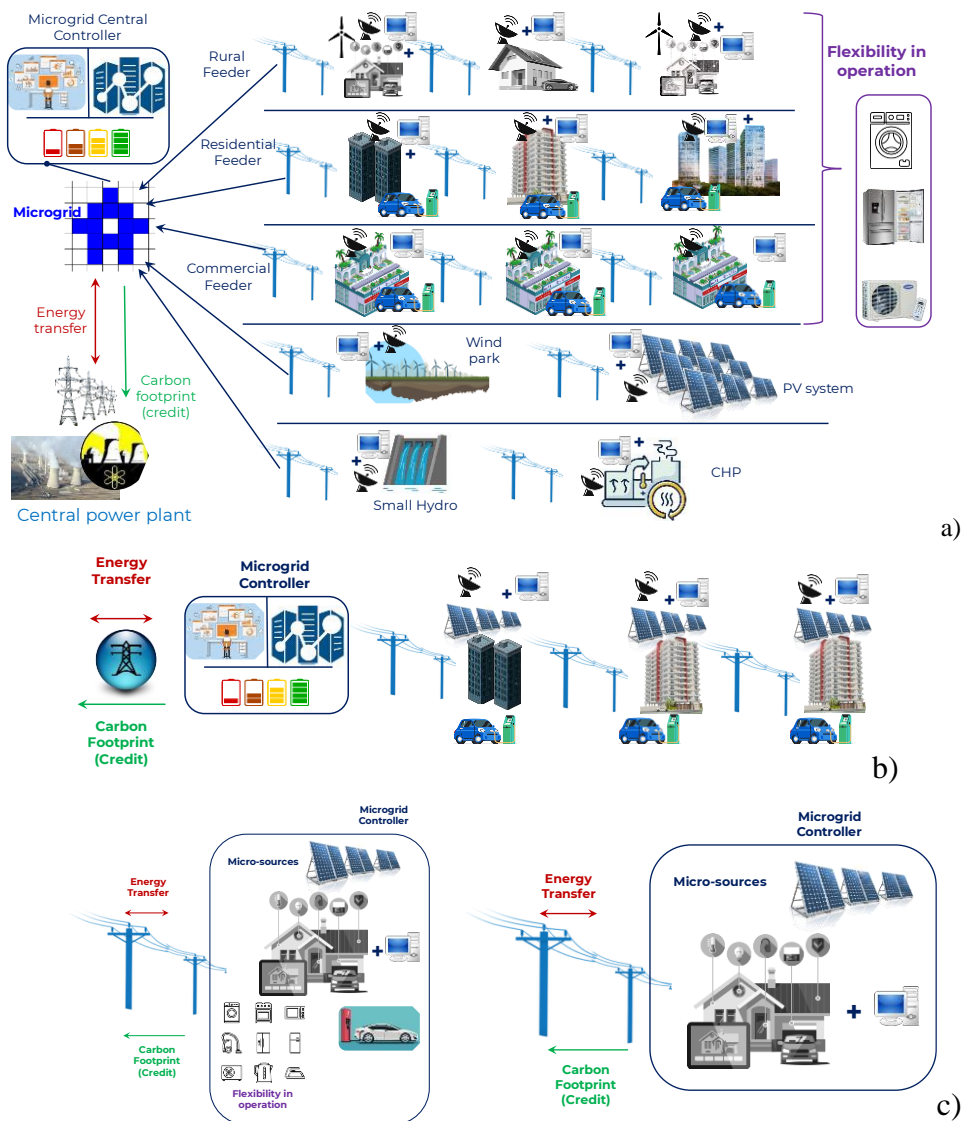 Microgrid Central
Controller
Rural
Feeder
Flexibility in
operation
Residential
Feeder
Microgrid
Commercial
Feeder
Energy
transfer
Wind
park
PV system
Carbon
footprint
(credit)
Small Hydro
CHP
Central power plant
a)
Energy
Transfer
Microgrid
Controller
+
+
+
Carbon
Footprint
(Credit)
b)
Microgrid
Controller
Micro-sources
Energy
Transfer
+
Carbon
Footprint
(Credit)
Flexibility in
operation
Microgrid
Controller
Micro-sources
Energy
Transfer
+
Carbon
Footprint
(Credit)
c)